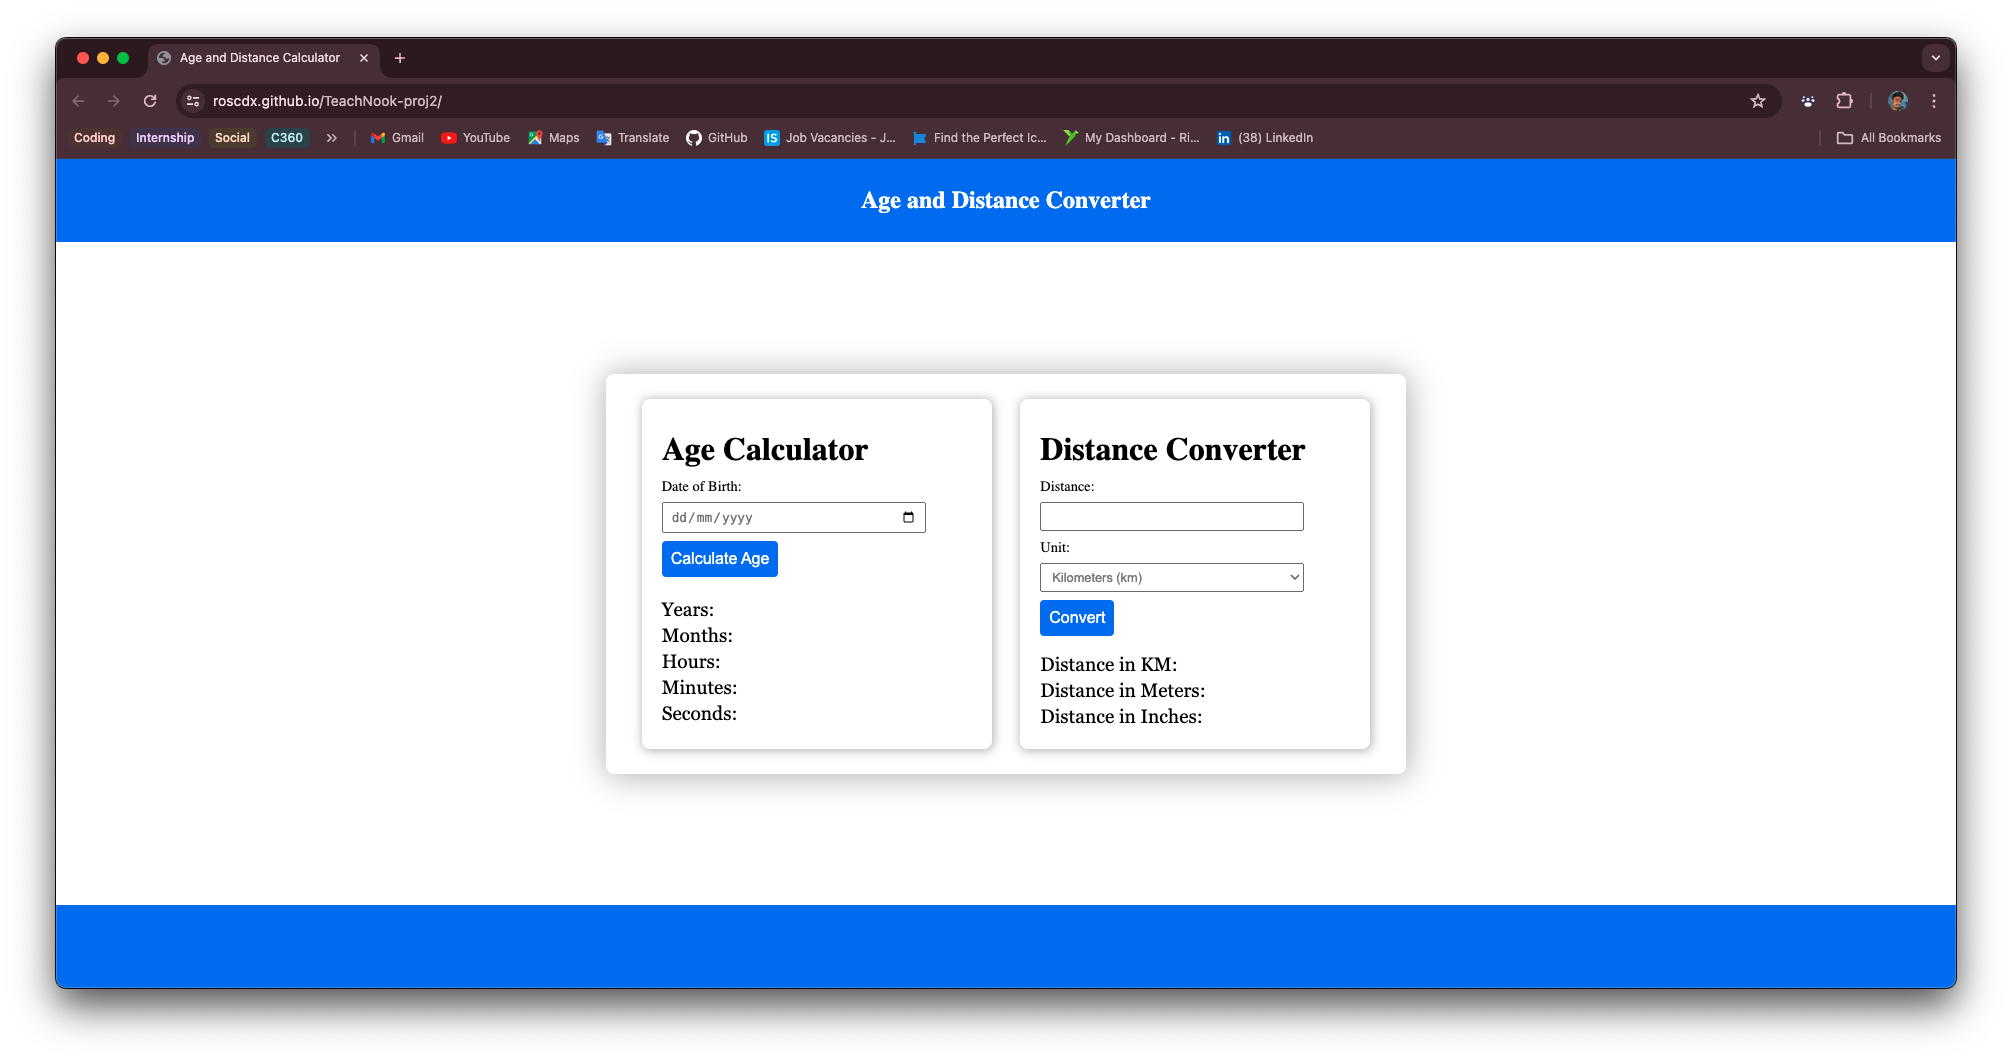 Age and Distance Calculator
roscdx.github.io/TeachNook-proj2/
Coding Internship Social C360 Gmail YouTube Maps Translate GitHub IS Job Vacancies - J... Find the Perfect Ic... My Dashboard - Ri... in (38) LinkedIn All Bookmarks
Age and Distance Converter
Age Calculator
Date of Birth:
dd/mm/yyyy
Calculate Age
Years:
Months:
Hours:
Minutes:
Seconds:
Distance Converter
Distance:
Unit:
Kilometers (km)
Convert
Distance in KM:
Distance in Meters:
Distance in Inches: